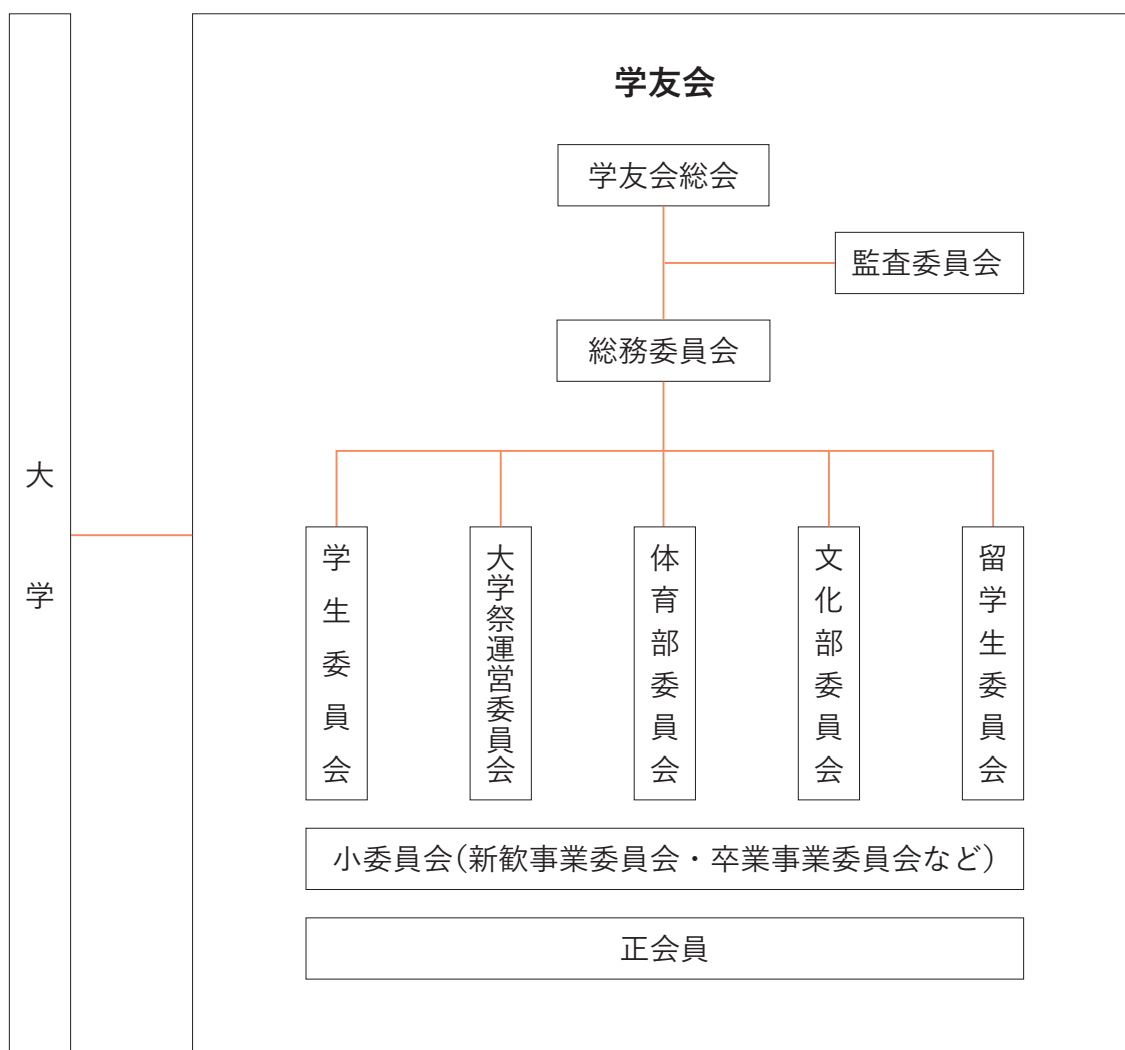 大学
学友会
学友会総会
監査委員会
総務委員会
学生委員会
大学祭運営委員会
体育部委員会
文化部委員会
留学生委員会
小委員会(新歓事業委員会・卒業事業委員会など)
正会員